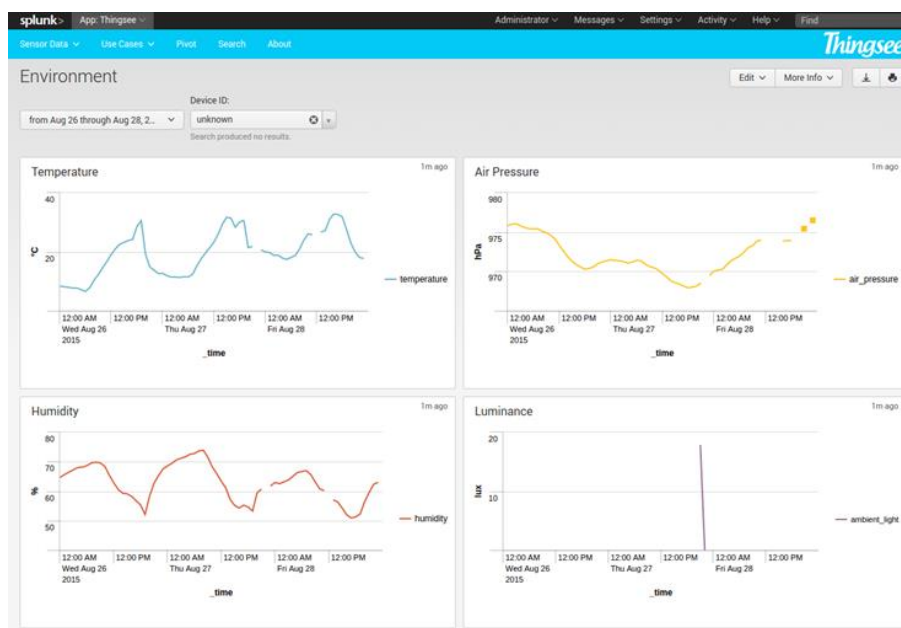 splunk> App: Thingsee Administrator Messages Settings Activity Help Find
Sensor Data Use Cases Pivot Search About Thingsee
Environment Edit More Info
Device ID:
from Aug 26 through Aug 28, 2... unknown
Search produced no results.
Temperature 1m ago
40
20
°C
temperature
12:00 AM 12:00 PM 12:00 AM 12:00 PM 12:00 AM 12:00 PM
Wed Aug 26 Thu Aug 27 Fri Aug 28
2015
_time
Air Pressure 1m ago
980
975
970
hPa
air_pressure
12:00 AM 12:00 PM 12:00 AM 12:00 PM 12:00 AM 12:00 PM
Wed Aug 26 Thu Aug 27 Fri Aug 28
2015
_time
Humidity 1m ago
80
70
60
50
%
humidity
12:00 AM 12:00 PM 12:00 AM 12:00 PM 12:00 AM 12:00 PM
Wed Aug 26 Thu Aug 27 Fri Aug 28
2015
_time
Luminance 1m ago
20
10
lux
ambient_light
12:00 AM 12:00 PM 12:00 AM 12:00 PM 12:00 AM 12:00 PM
Wed Aug 26 Thu Aug 27 Fri Aug 28
2015
_time